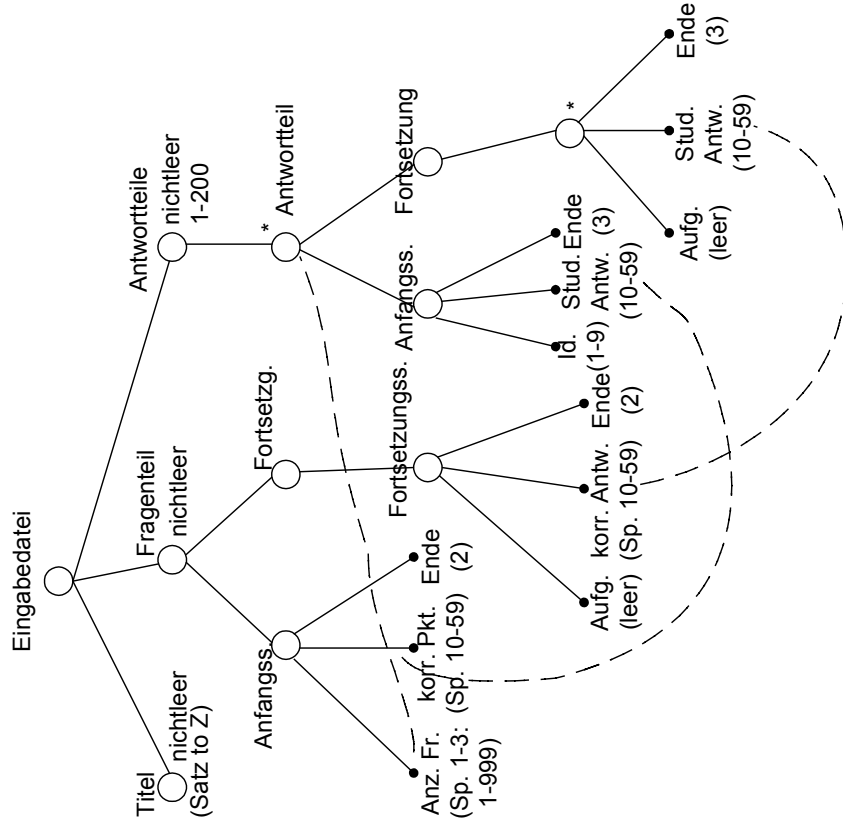 Eingabedatei
Titel
nichtleer
(Satz to Z)
Fragenteil
nichtleer
Antwortteile
nichtleer
1-200
Anfangss.
Fortsetzg.
*
Antwortteil
Anz. Fr.
(Sp. 1-3:
1-999)
korr. Pkt.
(Sp. 10-59)
Ende
(2)
Fortsetzungss.
Anfangss.
Fortsetzung
Aufg.
(leer)
korr. Antw.
(Sp. 10-59)
Ende
(2)
Id.
(1-9)
Stud.
Antw.
(10-59)
Ende
(3)
*
Aufg.
(leer)
Stud.
Antw.
(10-59)
Ende
(3)